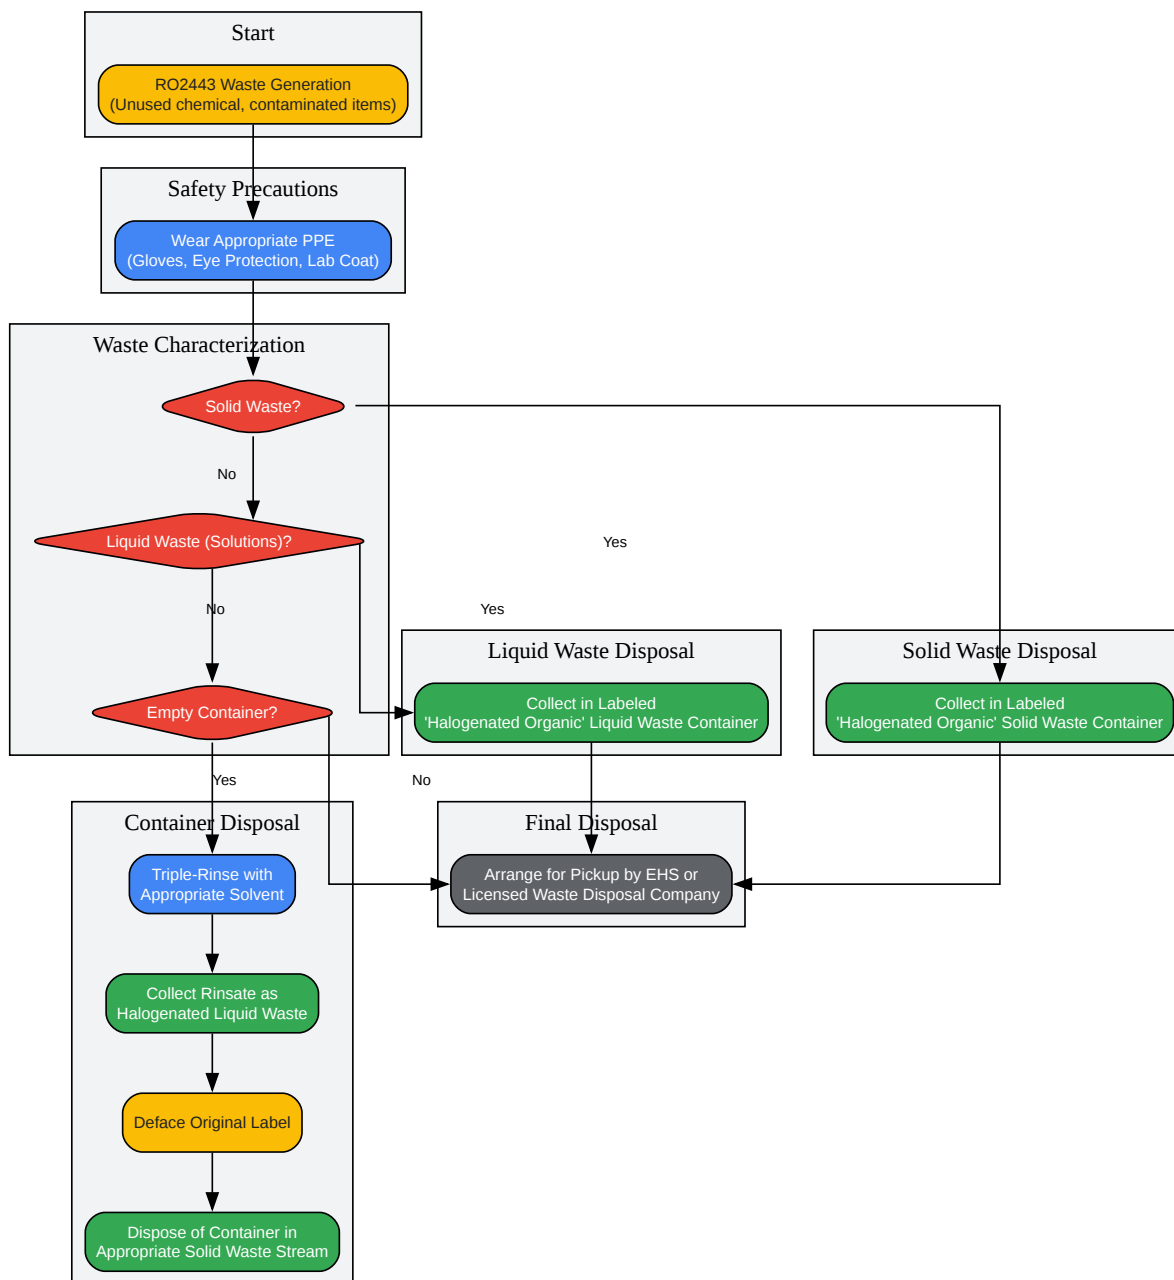 Start
RO2443 Waste Generation
(Unused chemical, contaminated items)
Safety Precautions
Wear Appropriate PPE
(Gloves, Eye Protection, Lab Coat)
Waste Characterization
Solid Waste?
No
Liquid Waste (Solutions)?
Yes
No
Yes
Liquid Waste Disposal
Solid Waste Disposal
Empty Container?
Collect in Labeled
'Halogenated Organic' Liquid Waste Container
Collect in Labeled
'Halogenated Organic' Solid Waste Container
Yes
No
Container Disposal
Final Disposal
Triple-Rinse with
Appropriate Solvent
Arrange for Pickup by EHS or
Licensed Waste Disposal Company
Collect Rinsate as
Halogenated Liquid Waste
Deface Original Label
Dispose of Container in
Appropriate Solid Waste Stream